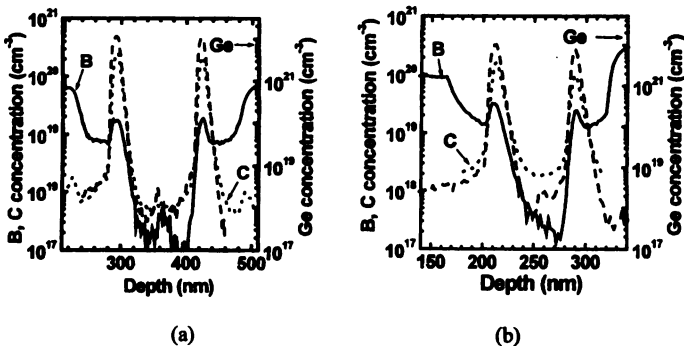 B, C concentration (cm⁻³)
10²¹
10²⁰
10¹⁹
10¹⁸
10¹⁷
B
Ge
C
10²¹
10¹⁹
10¹⁷
Ge concentration (cm⁻³)
300 400 500
Depth (nm)
(a)
B, C concentration (cm⁻³)
10²¹
10²⁰
10¹⁹
10¹⁸
10¹⁷
B
Ge
C
10²¹
10¹⁹
10¹⁷
Ge concentration (cm⁻³)
150 200 250 300
Depth (nm)
(b)